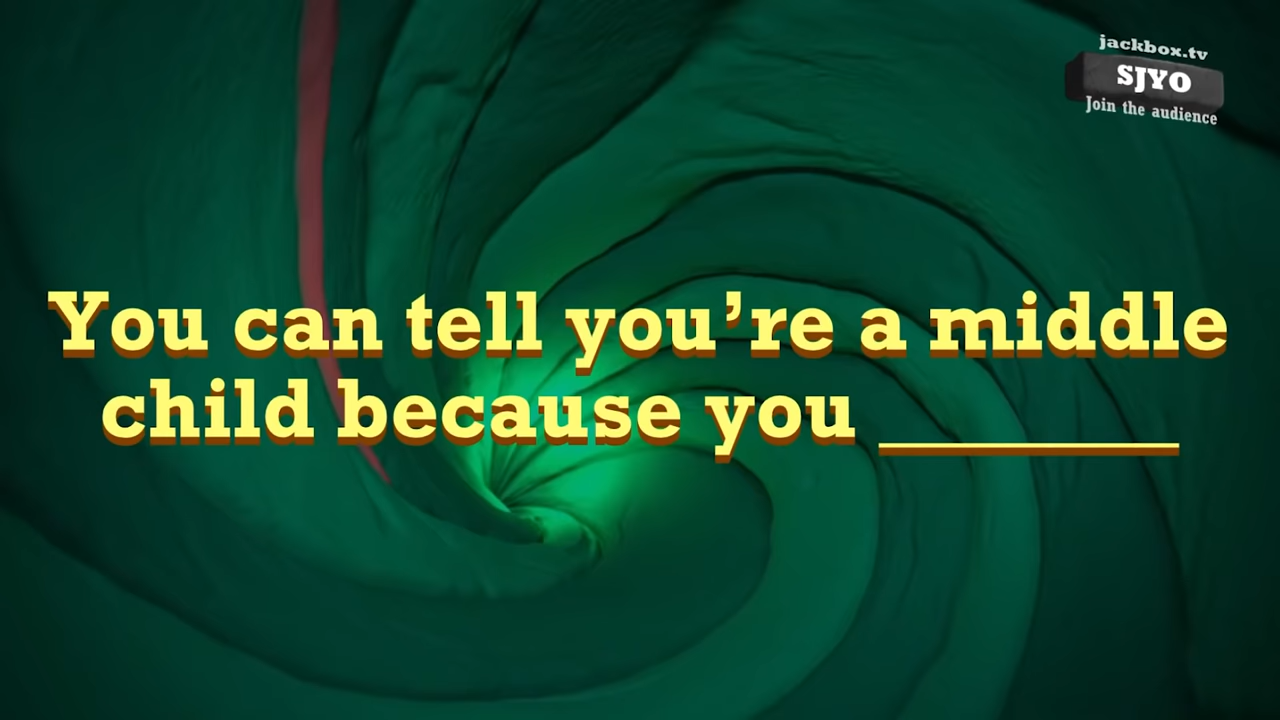 jackbox.tv
SJYO
Join the audience
You can tell you’re a middle
child because you ________